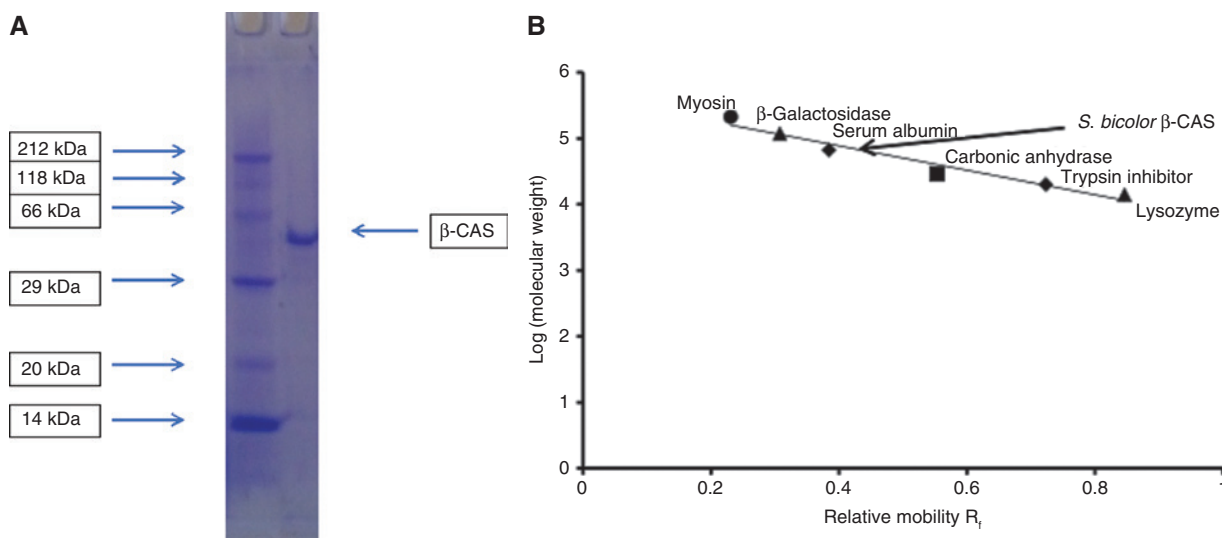 A
212 kDa
118 kDa
66 kDa
29 kDa
20 kDa
14 kDa
β-CAS
B
Log (molecular weight)
6
5
4
3
2
1
0
Myosin
β-Galactosidase
Serum albumin
S. bicolor β-CAS
Carbonic anhydrase
Trypsin inhibitor
Lysozyme
0
0.2
0.4
0.6
0.8
Relative mobility Rf